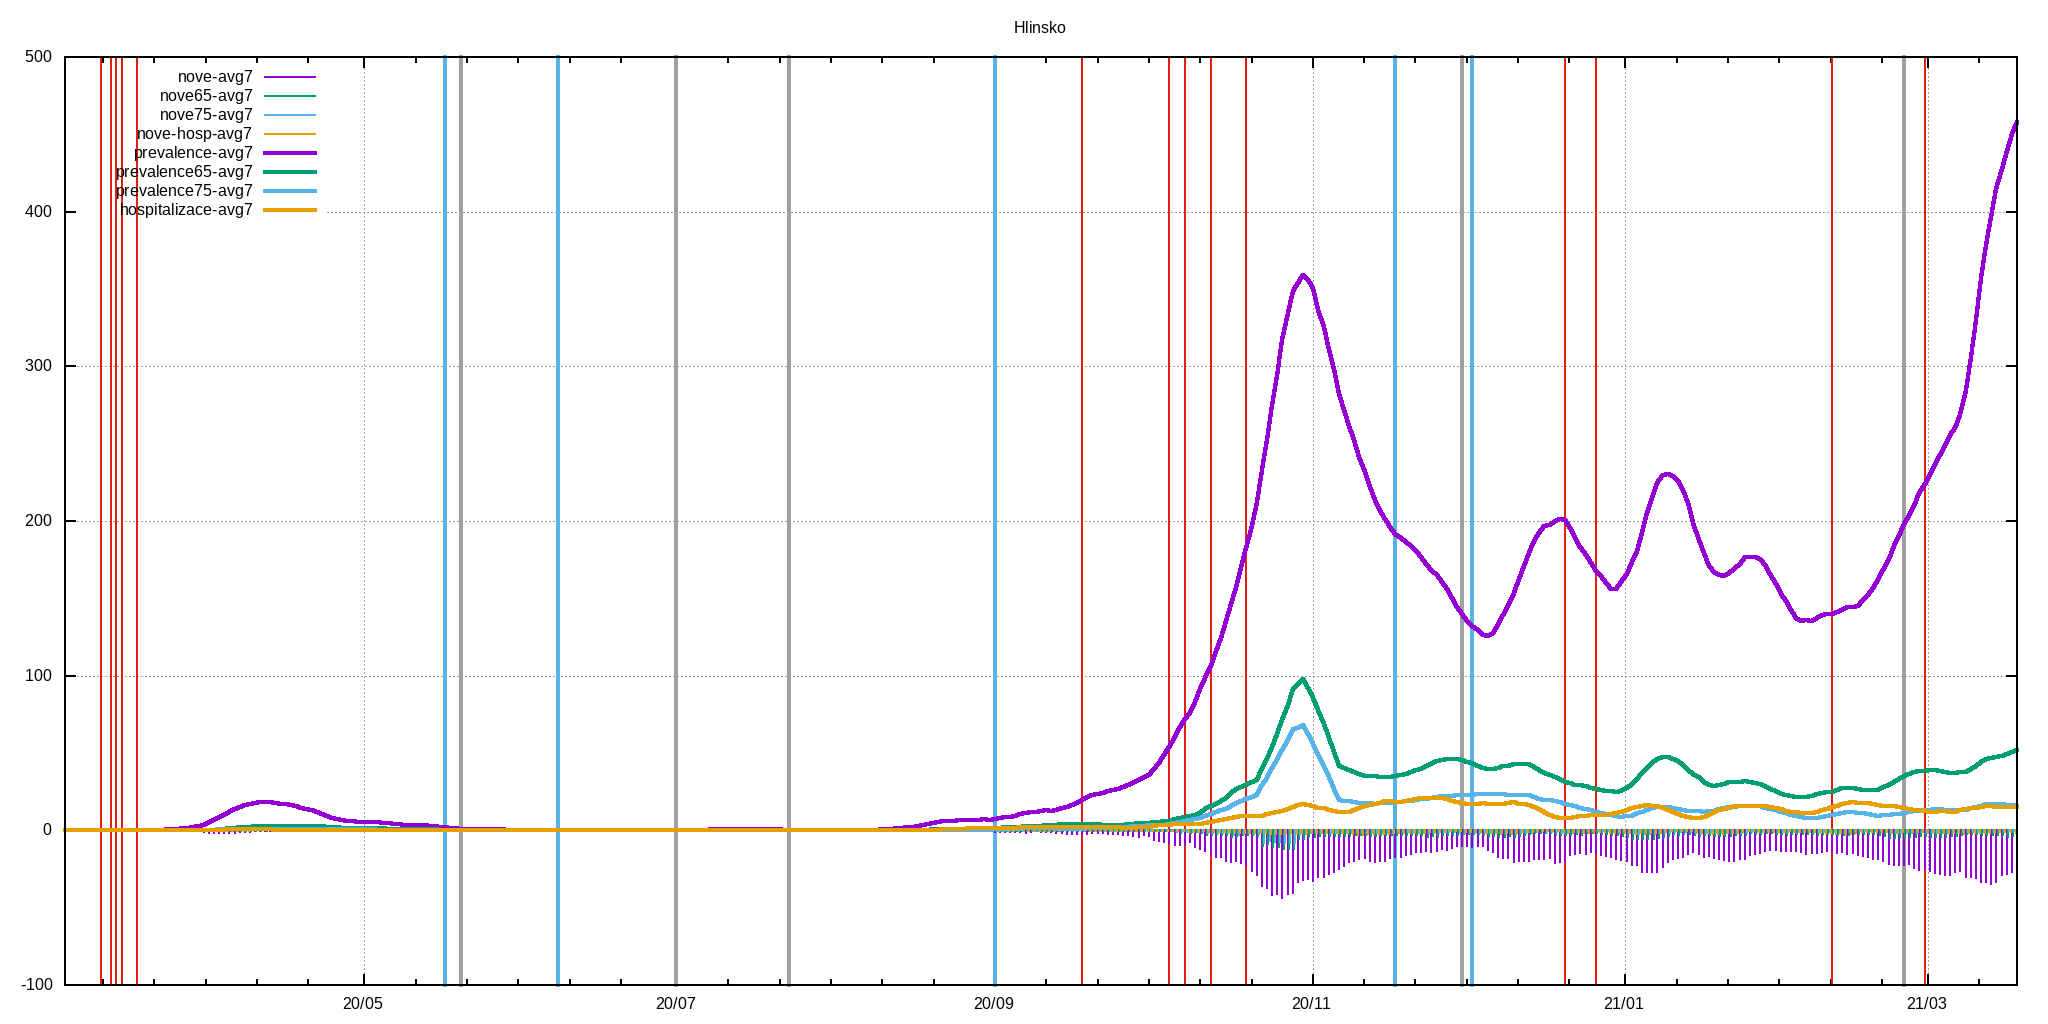 Hlinsko
500
400
300
200
100
0
-100
nove-avg7
nove65-avg7
nove75-avg7
nove-hosp-avg7
prevalence-avg7
prevalence65-avg7
prevalence75-avg7
hospitalizace-avg7
20/05 20/07 20/09 20/11 21/01 21/03